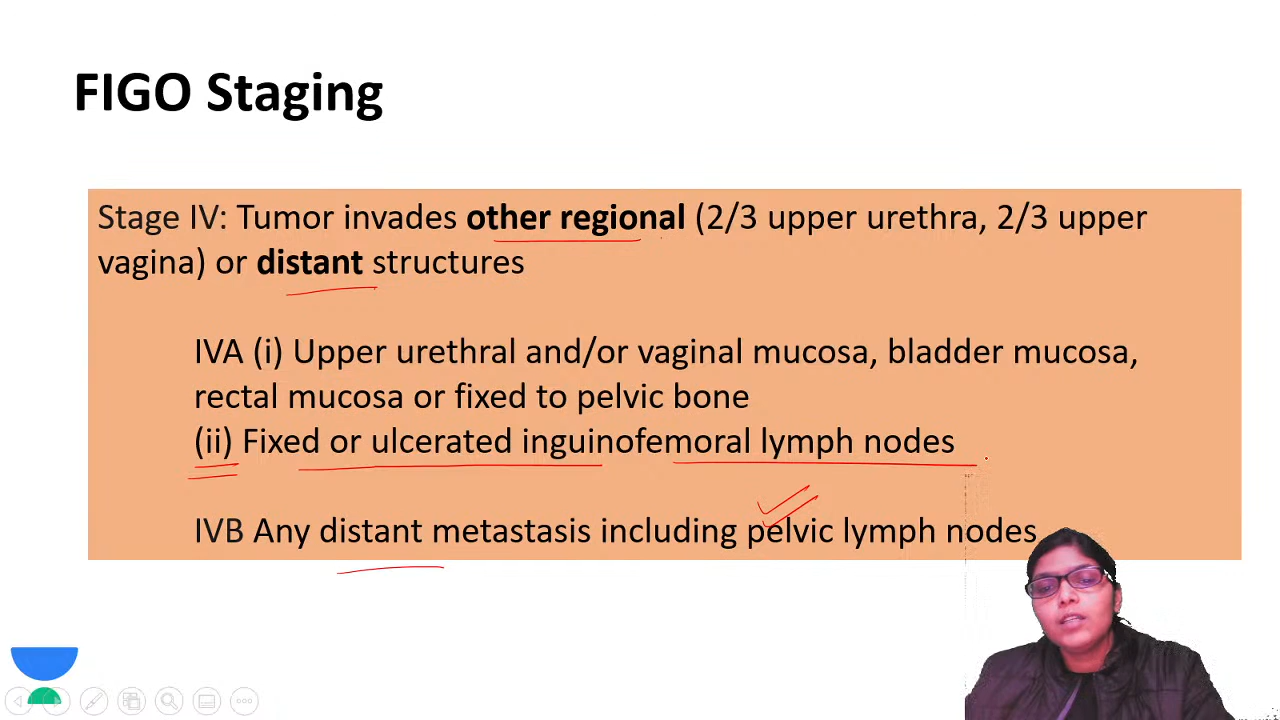 FIGO Staging
Stage IV: Tumor invades other regional (2/3 upper urethra, 2/3 upper
vagina) or distant structures
IVA (i) Upper urethral and/or vaginal mucosa, bladder mucosa,
rectal mucosa or fixed to pelvic bone
(ii) Fixed or ulcerated inguinofemoral lymph nodes
IVB Any distant metastasis including pelvic lymph nodes